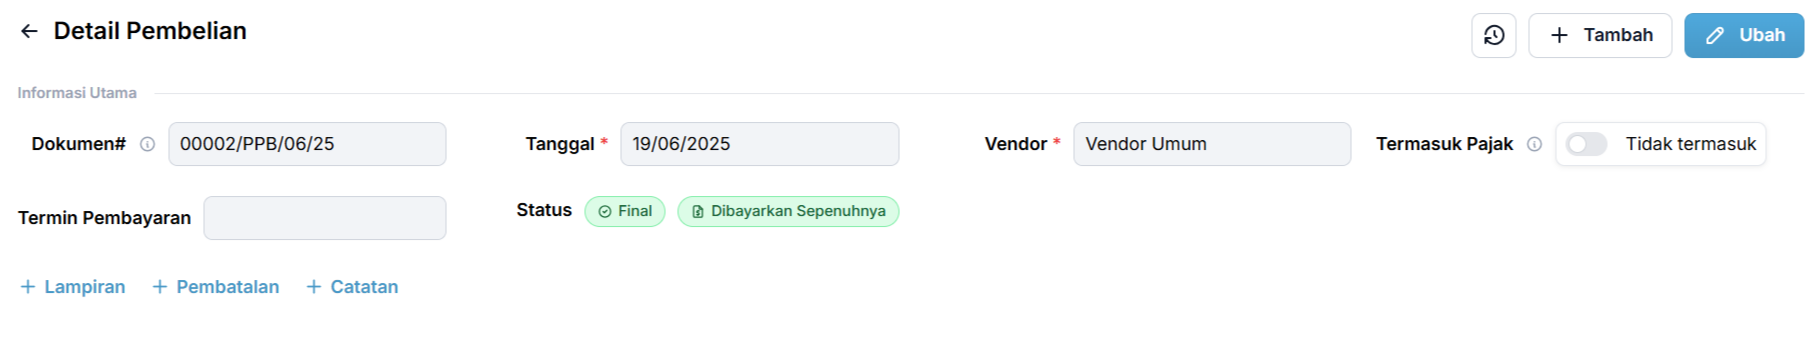 Detail Pembelian
Tambah
Ubah
Informasi Utama
Dokumen# 00002/PPB/06/25
Tanggal * 19/06/2025
Vendor * Vendor Umum
Termasuk Pajak Tidak termasuk
Termin Pembayaran
Status Final Dibayarkan Sepenuhnya
+ Lampiran + Pembatalan + Catatan